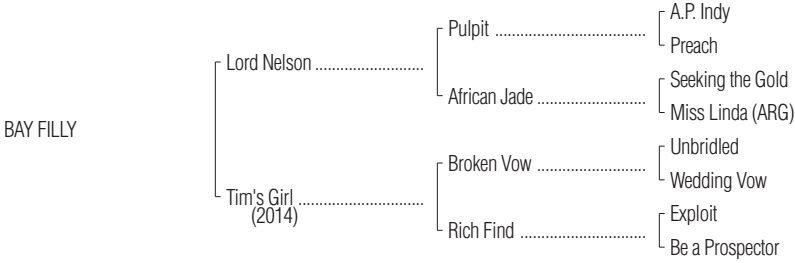 A.P. Indy
Pulpit ................................
Preach
Lord Nelson .......................
Seeking the Gold
African Jade .......................
Miss Linda (ARG)
BAY FILLY
Unbridled
Broken Vow .......................
Wedding Vow
Tim's Girl ...........................
(2014)
Exploit
Rich Find ...........................
Be a Prospector